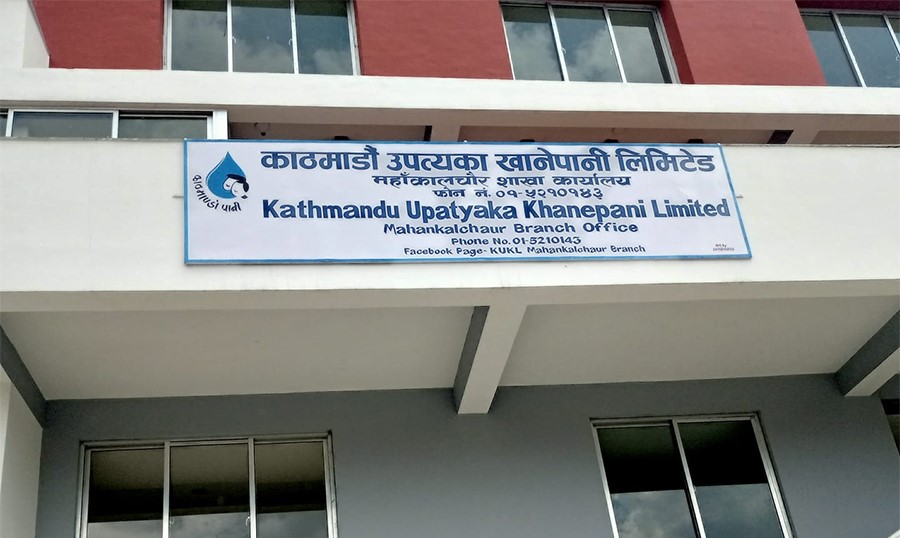 काठमाडौं उपत्यका खानेपानी लिमिटेड
महाँकालचौर शाखा कार्यालय
फोन नं. ०१-५२१०१४३
Kathmandu Upatyaka Khanepani Limited
Mahankalchaur Branch Office
Phone No. 01-5210143
Facebook Page- KUKL Mahankalchaur Branch